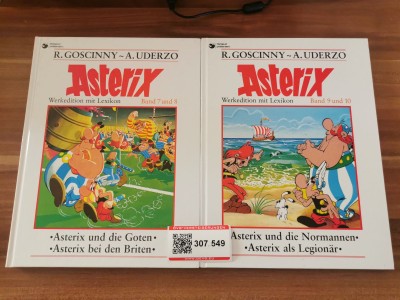 R. GOSCINNY ~ A. UDERZO
Asterix
Werkedition mit Lexikon Band 7 und 8
•Asterix und die Goten•
•Asterix bei den Briten•
R. GOSCINNY ~ A. UDERZO
Asterix
Werkedition mit Lexikon Band 9 und 10
Asterix und die Normannen•
•Asterix als Legionär•
307 549